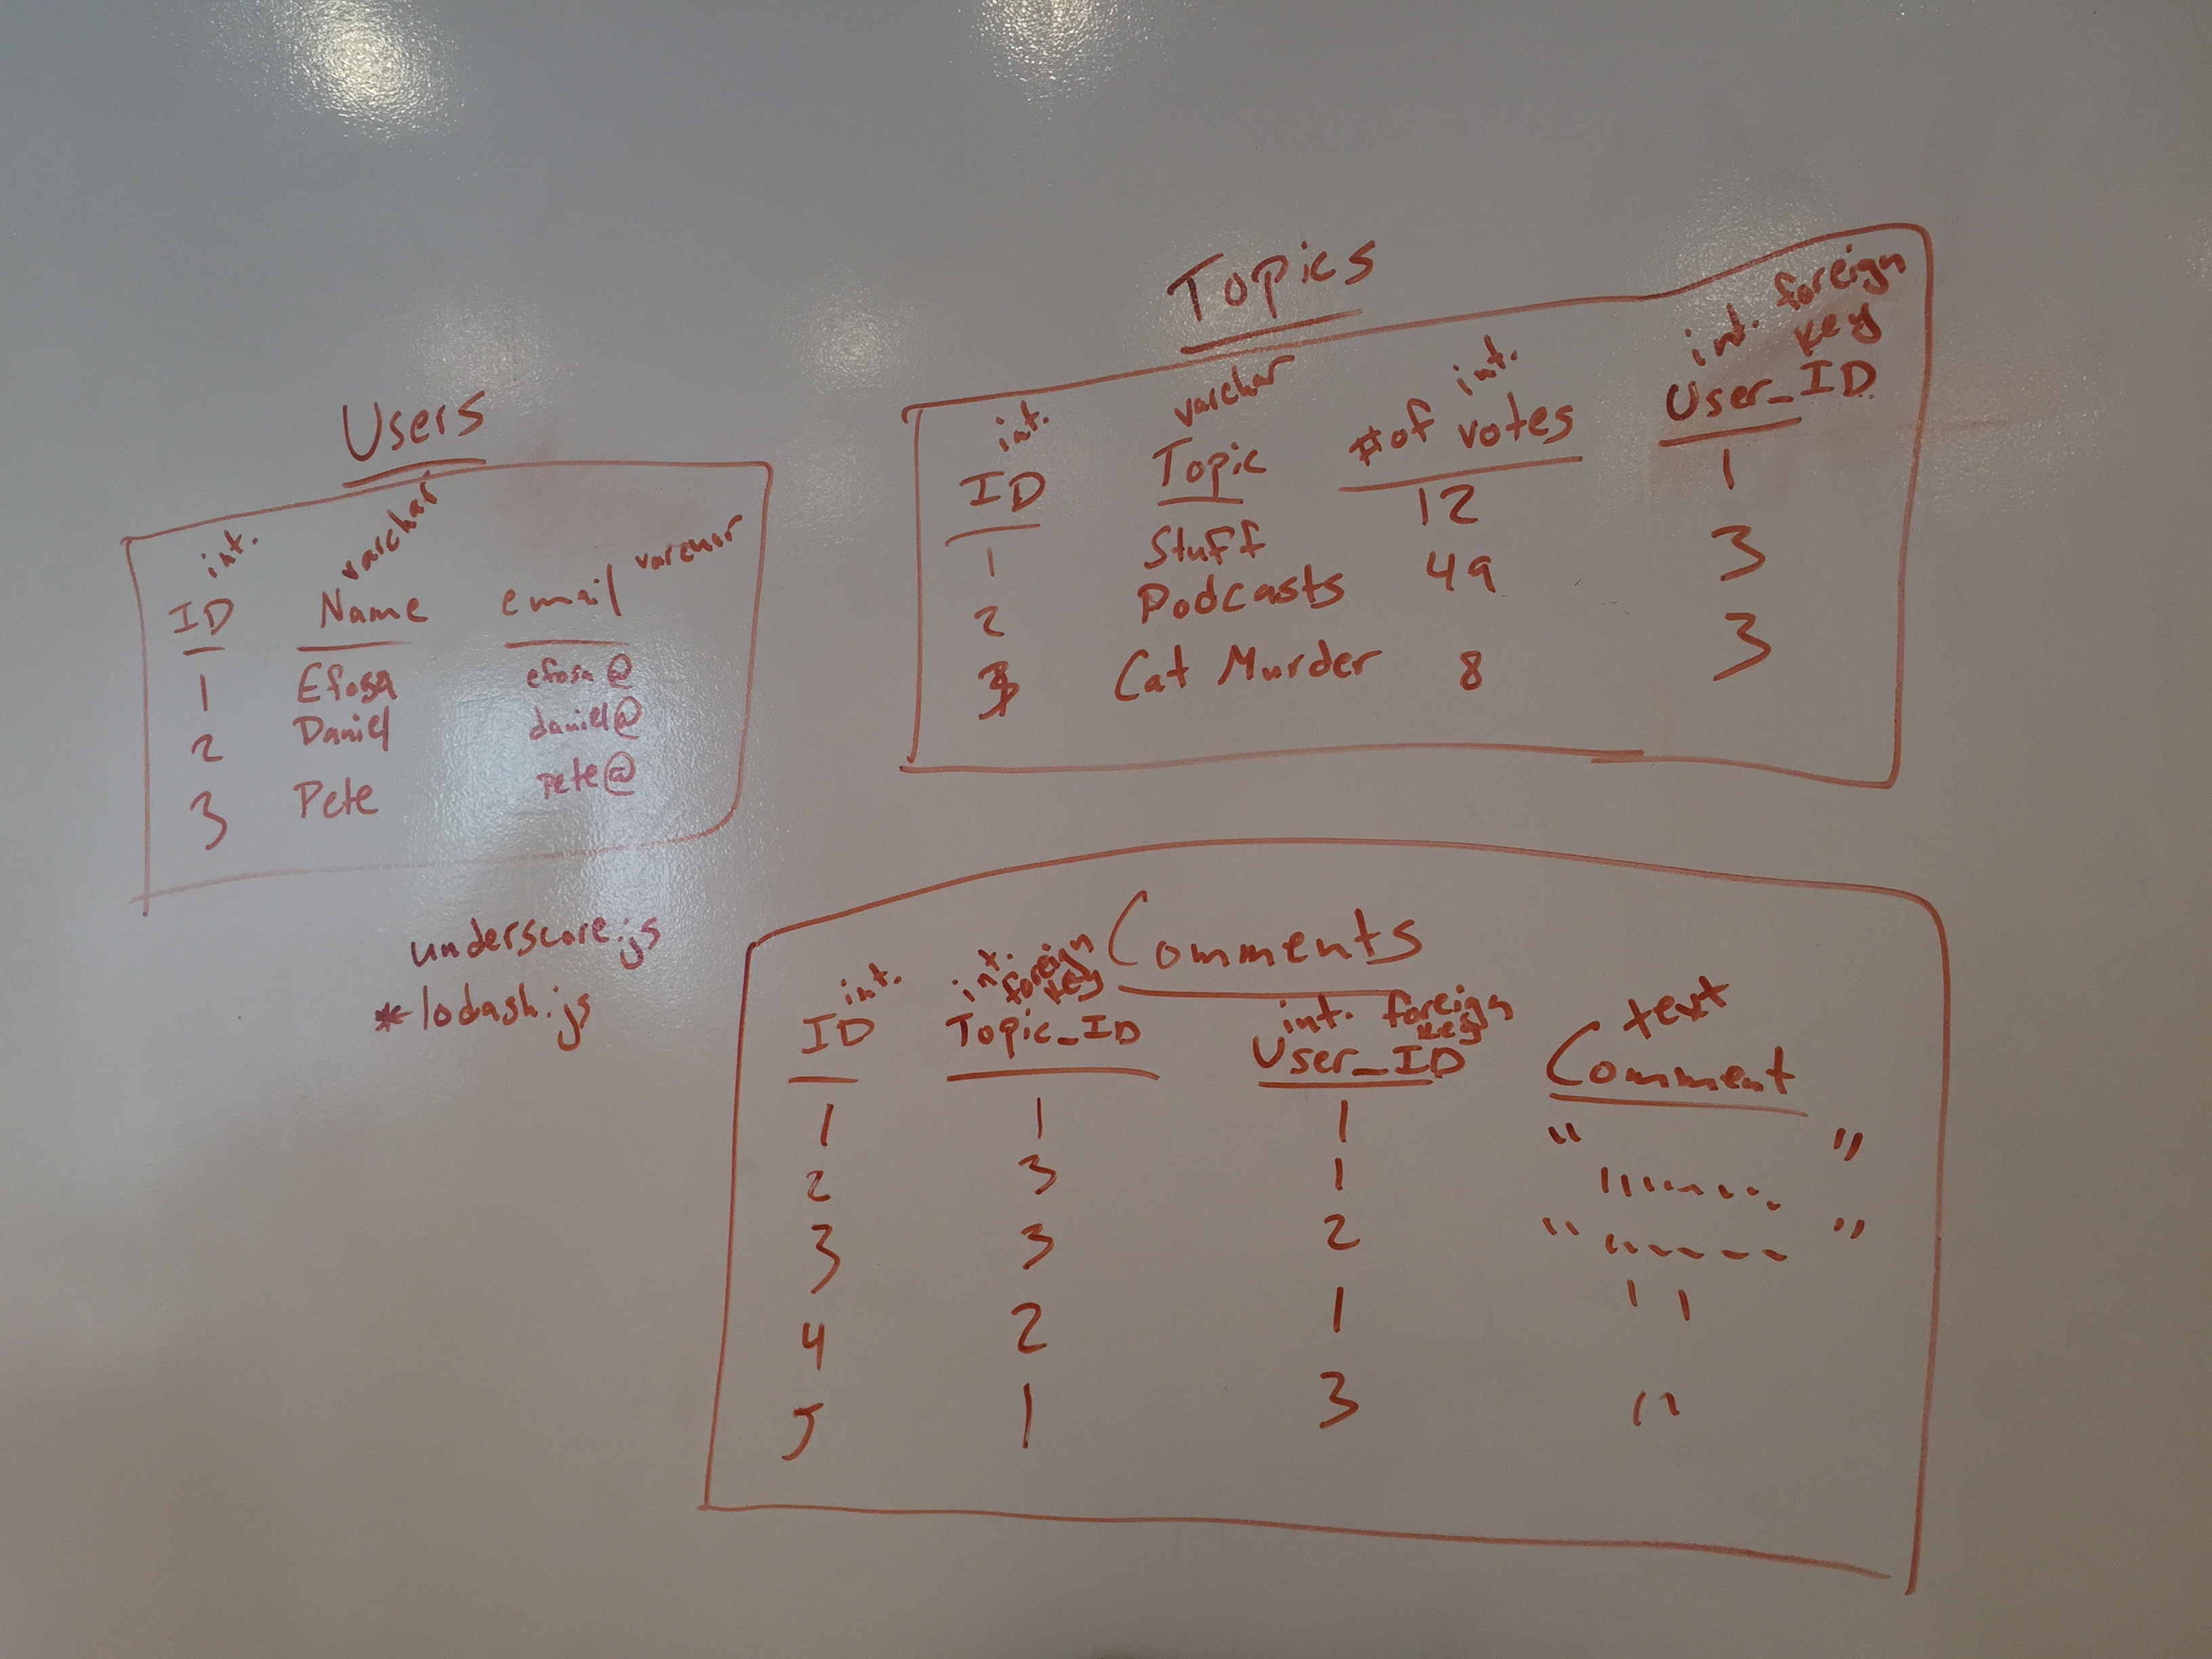 Users
int. varchar varchar
ID Name email
1 Efosa efosa@
2 Daniel daniel@
3 Pete pete@
underscore.js
*lodash.js
Topics
int. varchar int. int. foreign key
ID Topic # of votes User_ID
1 Stuff 12 1
2 Podcasts 49 3
3 Cat Murder 8 3
Comments
int. int. foreign key int. foreign key text
ID Topic_ID User_ID Comment
1 1 1 " "
2 3 1
3 3 2 " "
4 2 1 ' '
5 1 3 "